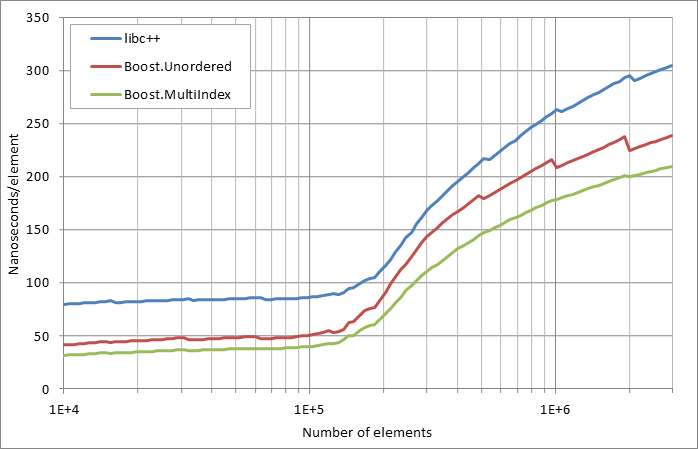 350
300
250
200
150
100
50
0
Nanoseconds/element
libc++
Boost.Unordered
Boost.MultiIndex
1E+4
1E+5
1E+6
Number of elements